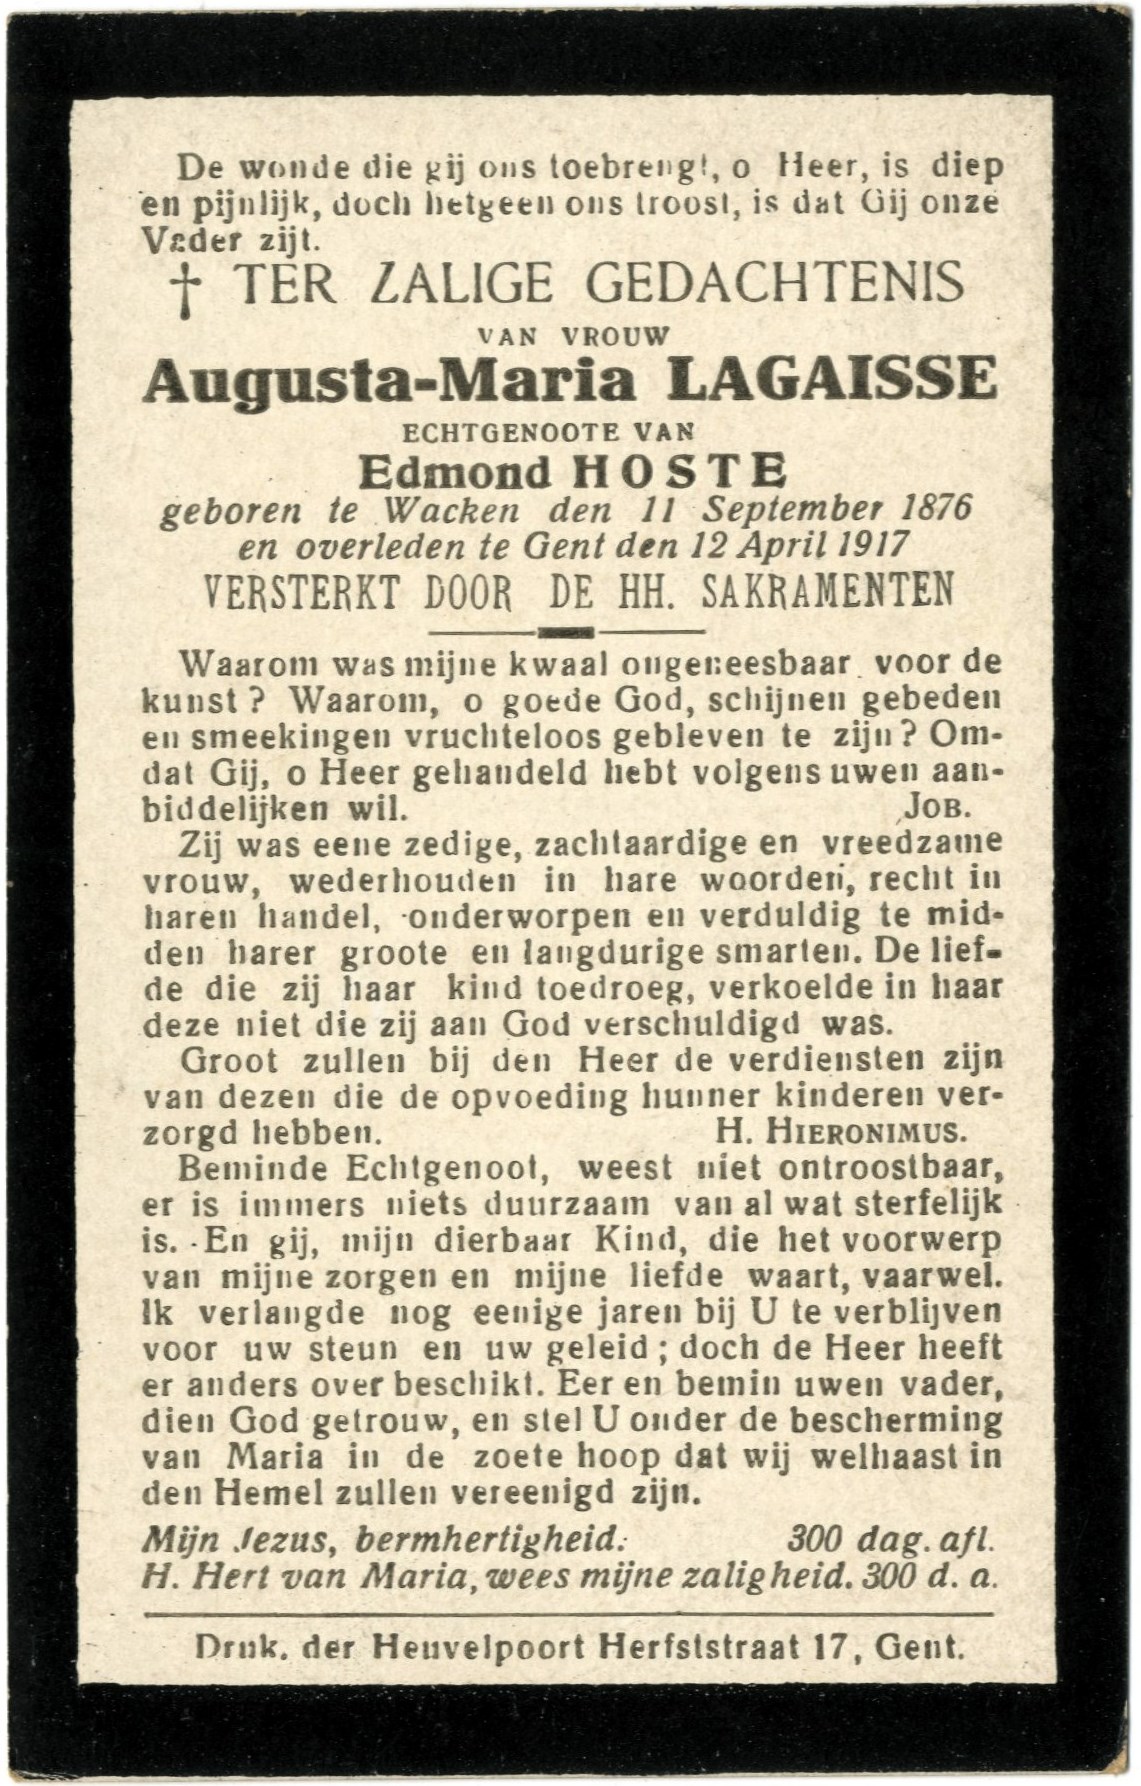 De wonde die gij ons toebrengt, o Heer, is diep
en pijnlijk, doch hetgeen ons troost, is dat Gij onze
Vader zijt.
† TER ZALIGE GEDACHTENIS
VAN VROUW
Augusta-Maria LAGAISSE
ECHTGENOOTE VAN
Edmond HOSTE
geboren te Wacken den 11 September 1876
en overleden te Gent den 12 April 1917
VERSTERKT DOOR DE HH. SAKRAMENTEN
Waarom was mijne kwaal ongeneesbaar voor de
kunst? Waarom, o goede God, schijnen gebeden
en smeekingen vruchteloos gebleven te zijn? Om-
dat Gij, o Heer gehandeld hebt volgens uwen aan-
biddelijken wil. JOB.
Zij was eene zedige, zachtaardige en vreedzame
vrouw, wederhouden in hare woorden, recht in
haren handel, onderworpen en verduldig te mid-
den harer groote en langdurige smarten. De lief-
de die zij haar kind toedroeg, verkoelde in haar
deze niet die zij aan God verschuldigd was.
Groot zullen bij den Heer de verdiensten zijn
van dezen die de opvoeding hunner kinderen ver-
zorgd hebben. H. HIERONIMUS.
Beminde Echtgenoot, weest niet ontroostbaar,
er is immers niets duurzaam van al wat sterfelijk
is. En gij, mijn dierbaar Kind, die het voorwerp
van mijne zorgen en mijne liefde waart, vaarwel.
Ik verlangde nog eenige jaren bij U te verblijven
voor uw steun en uw geleid; doch de Heer heeft
er anders over beschikt. Eer en bemin uwen vader,
dien God getrouw, en stel U onder de bescherming
van Maria in de zoete hoop dat wij welhaast in
den Hemel zullen vereenigd zijn.
Mijn Jezus, bermhertigheid. 300 dag. afl.
H. Hert van Maria, wees mijne zaligheid. 300 d. a.
Druk. der Heuvelpoort Herfststraat 17, Gent.